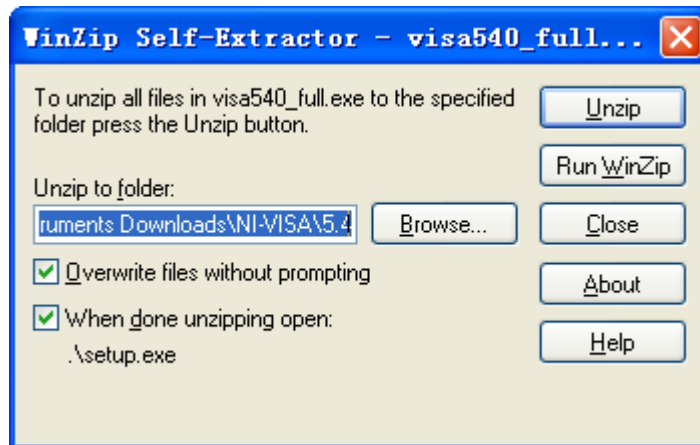 WinZip Self-Extractor - visa540_full...
To unzip all files in visa540_full.exe to the specified
folder press the Unzip button.
Unzip to folder:
ruments Downloads\NI-VISA\5.4
Browse...
Overwrite files without prompting
When done unzipping open:
.\setup.exe
Unzip
Run WinZip
Close
About
Help